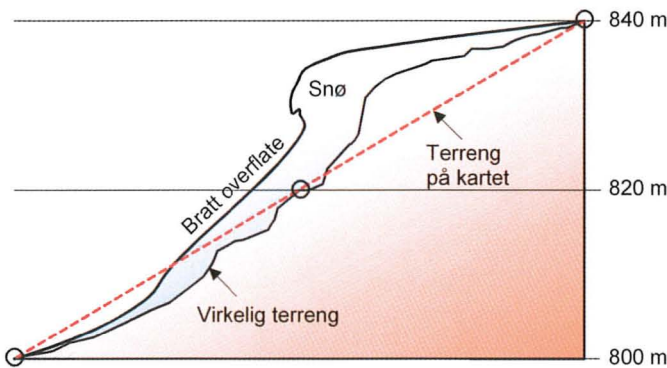 840 m
Snø
Bratt overflate
Terreng
på kartet
820 m
Virkelig terreng
800 m